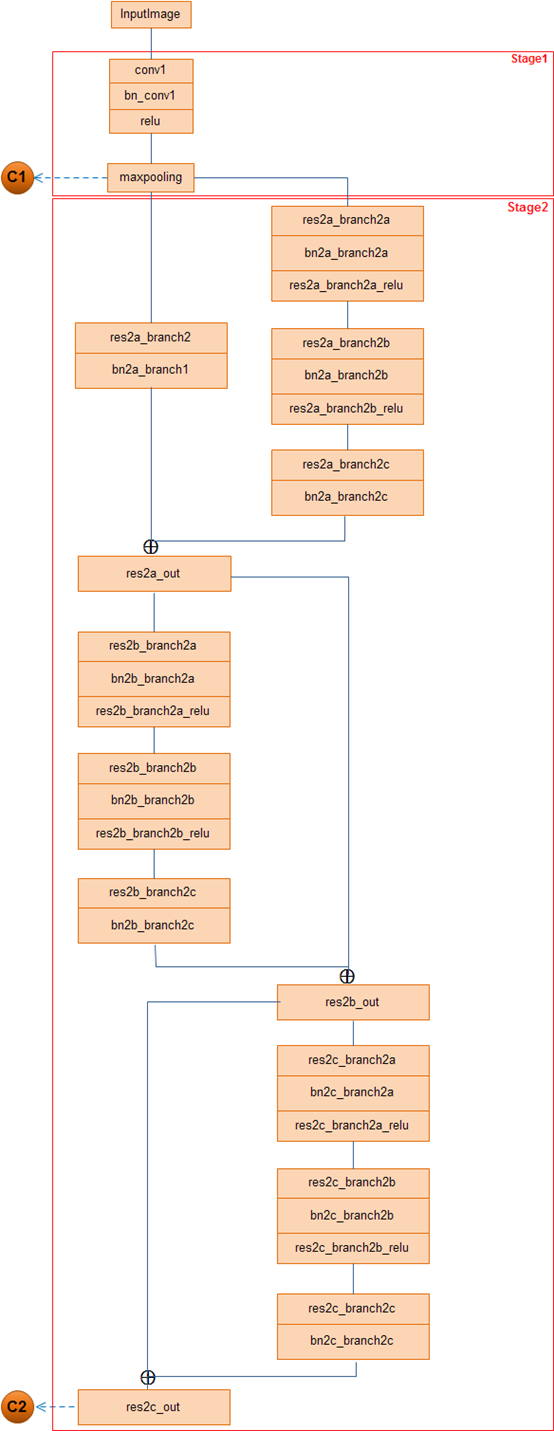 InputImage
Stage1
conv1
bn_conv1
relu
C1
maxpooling
Stage2
res2a_branch2a
bn2a_branch2a
res2a_branch2a_relu
res2a_branch2
bn2a_branch1
res2a_branch2b
bn2a_branch2b
res2a_branch2b_relu
res2a_branch2c
bn2a_branch2c
res2a_out
res2b_branch2a
bn2b_branch2a
res2b_branch2a_relu
res2b_branch2b
bn2b_branch2b
res2b_branch2b_relu
res2b_branch2c
bn2b_branch2c
res2b_out
res2c_branch2a
bn2c_branch2a
res2c_branch2a_relu
res2c_branch2b
bn2c_branch2b
res2c_branch2b_relu
res2c_branch2c
bn2c_branch2c
C2
res2c_out